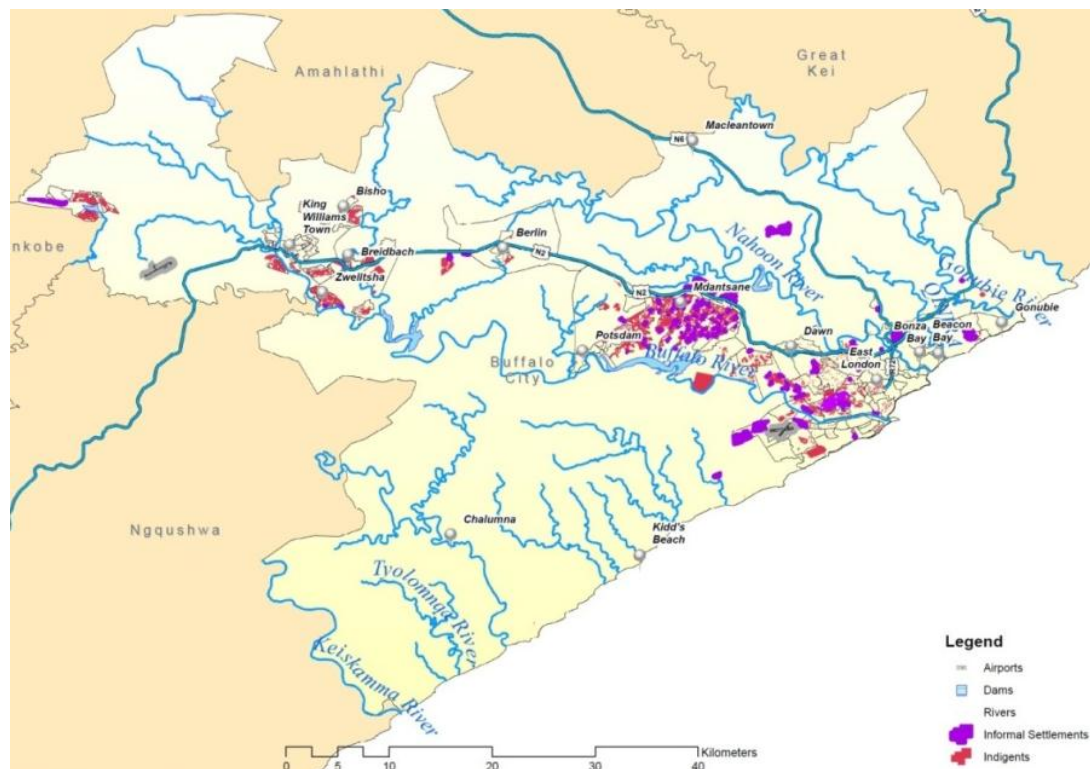 Amahlathi
Great
Kei
Macleantown
N6
Bisho
King
Williams
Town
nkobe
Breidbach
Berlin
N2
Zwelitsha
Nahoon River
Gonubie River
N2
Mdantsane
Gonubie
Bonza
Bay
Beacon
Bay
Dawn
Potsdam
Buffalo River
East
London
R72
Buffalo
City
Ngqushwa
Chalumna
Kidd's
Beach
Tyolomnqa River
Keiskamma River
Legend
Airports
Dams
Rivers
Informal Settlements
Indigents
Kilometers
0 5 10 20 30 40